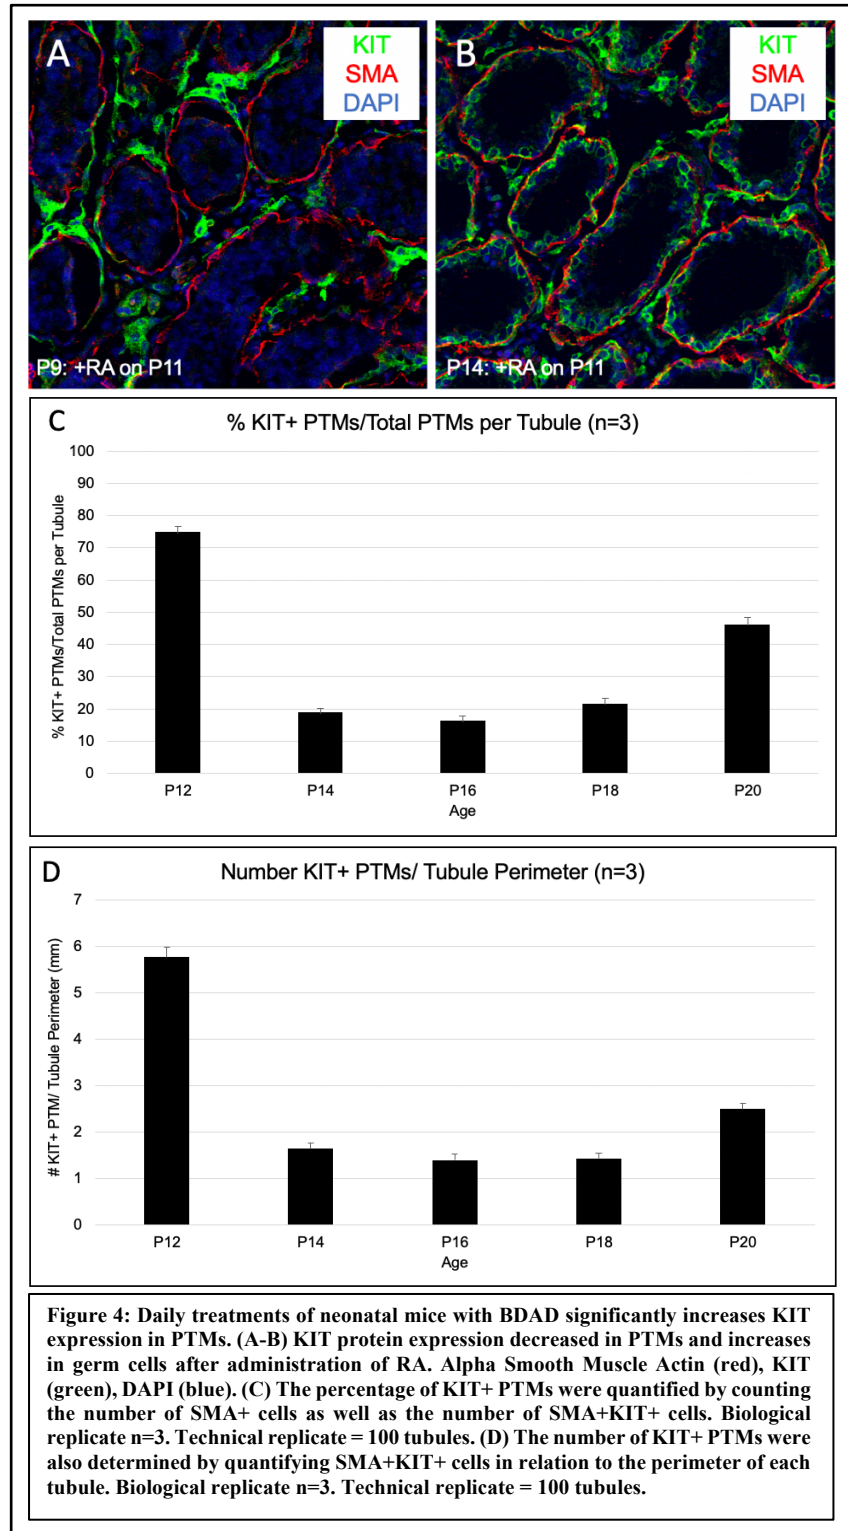 A
KIT
SMA
DAPI
P9: +RA on P11
B
KIT
SMA
DAPI
P14: +RA on P11
C
% KIT+ PTMs/Total PTMs per Tubule (n=3)
% KIT+ PTMs/Total PTMs per Tubule
100
90
80
70
60
50
40
30
20
10
0
P12 P14 P16 P18 P20
Age
D
Number KIT+ PTMs/ Tubule Perimeter (n=3)
# KIT+ PTM/ Tubule Perimeter (mm)
7
6
5
4
3
2
1
0
P12 P14 P16 P18 P20
Age
Figure 4: Daily treatments of neonatal mice with BDAD significantly increases KIT
expression in PTMs. (A-B) KIT protein expression decreased in PTMs and increases
in germ cells after administration of RA. Alpha Smooth Muscle Actin (red), KIT
(green), DAPI (blue). (C) The percentage of KIT+ PTMs were quantified by counting
the number of SMA+ cells as well as the number of SMA+KIT+ cells. Biological
replicate n=3. Technical replicate = 100 tubules. (D) The number of KIT+ PTMs were
also determined by quantifying SMA+KIT+ cells in relation to the perimeter of each
tubule. Biological replicate n=3. Technical replicate = 100 tubules.